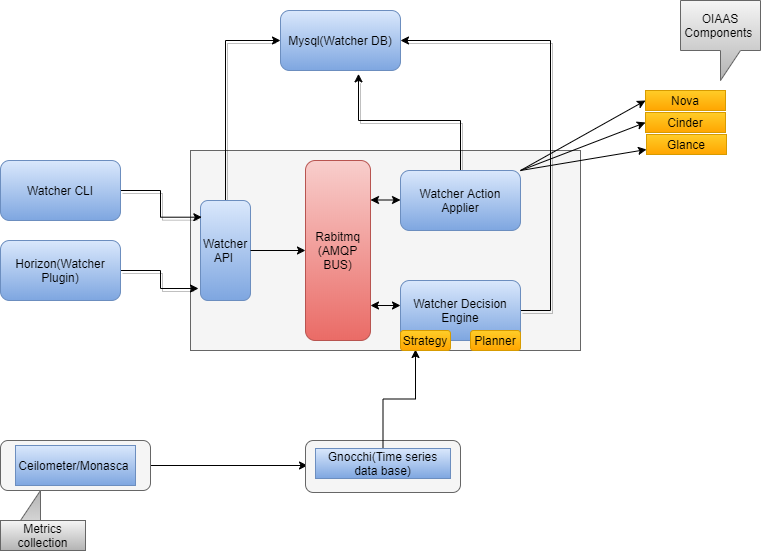 OIAAS
Components
Mysql(Watcher DB)
Nova
Cinder
Glance
Watcher CLI
Horizon(Watcher
Plugin)
Watcher
API
Rabitmq
(AMQP
BUS)
Watcher Action
Applier
Watcher Decision
Engine
Strategy
Planner
Ceilometer/Monasca
Gnocchi(Time series
data base)
Metrics
collection